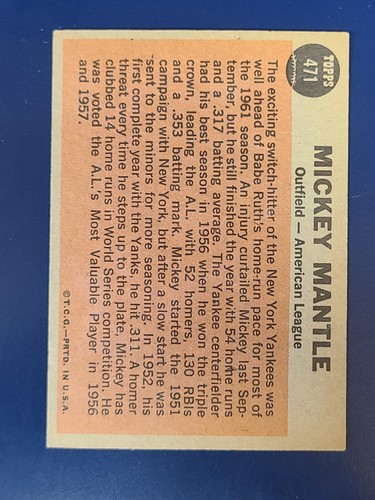 TOPPS
471
MICKEY MANTLE
Outfield — American League
The exciting switch-hitter of the New York Yankees was
well ahead of Babe Ruth's home-run pace for most of
the 1961 season. An injury curtailed Mickey last Sep-
tember, but he still finished the year with 54 home runs
and a .317 batting average. The Yankee centerfielder
had his best season in 1956 when he won the triple
crown, leading the A.L. with 52 homers, 130 RBIs
and a .353 batting mark. Mickey started the 1951
campaign with New York, but after a slow start he was
sent to the minors for more seasoning. In 1952, his
first complete year with the Yanks, he hit .311. A homer
threat every time he steps up to the plate, Mickey has
clubbed 14 home runs in World Series competition. He
was voted the A.L.'s Most Valuable Player in 1956
and 1957.
© T.C.G.—PRTD. IN U.S.A.